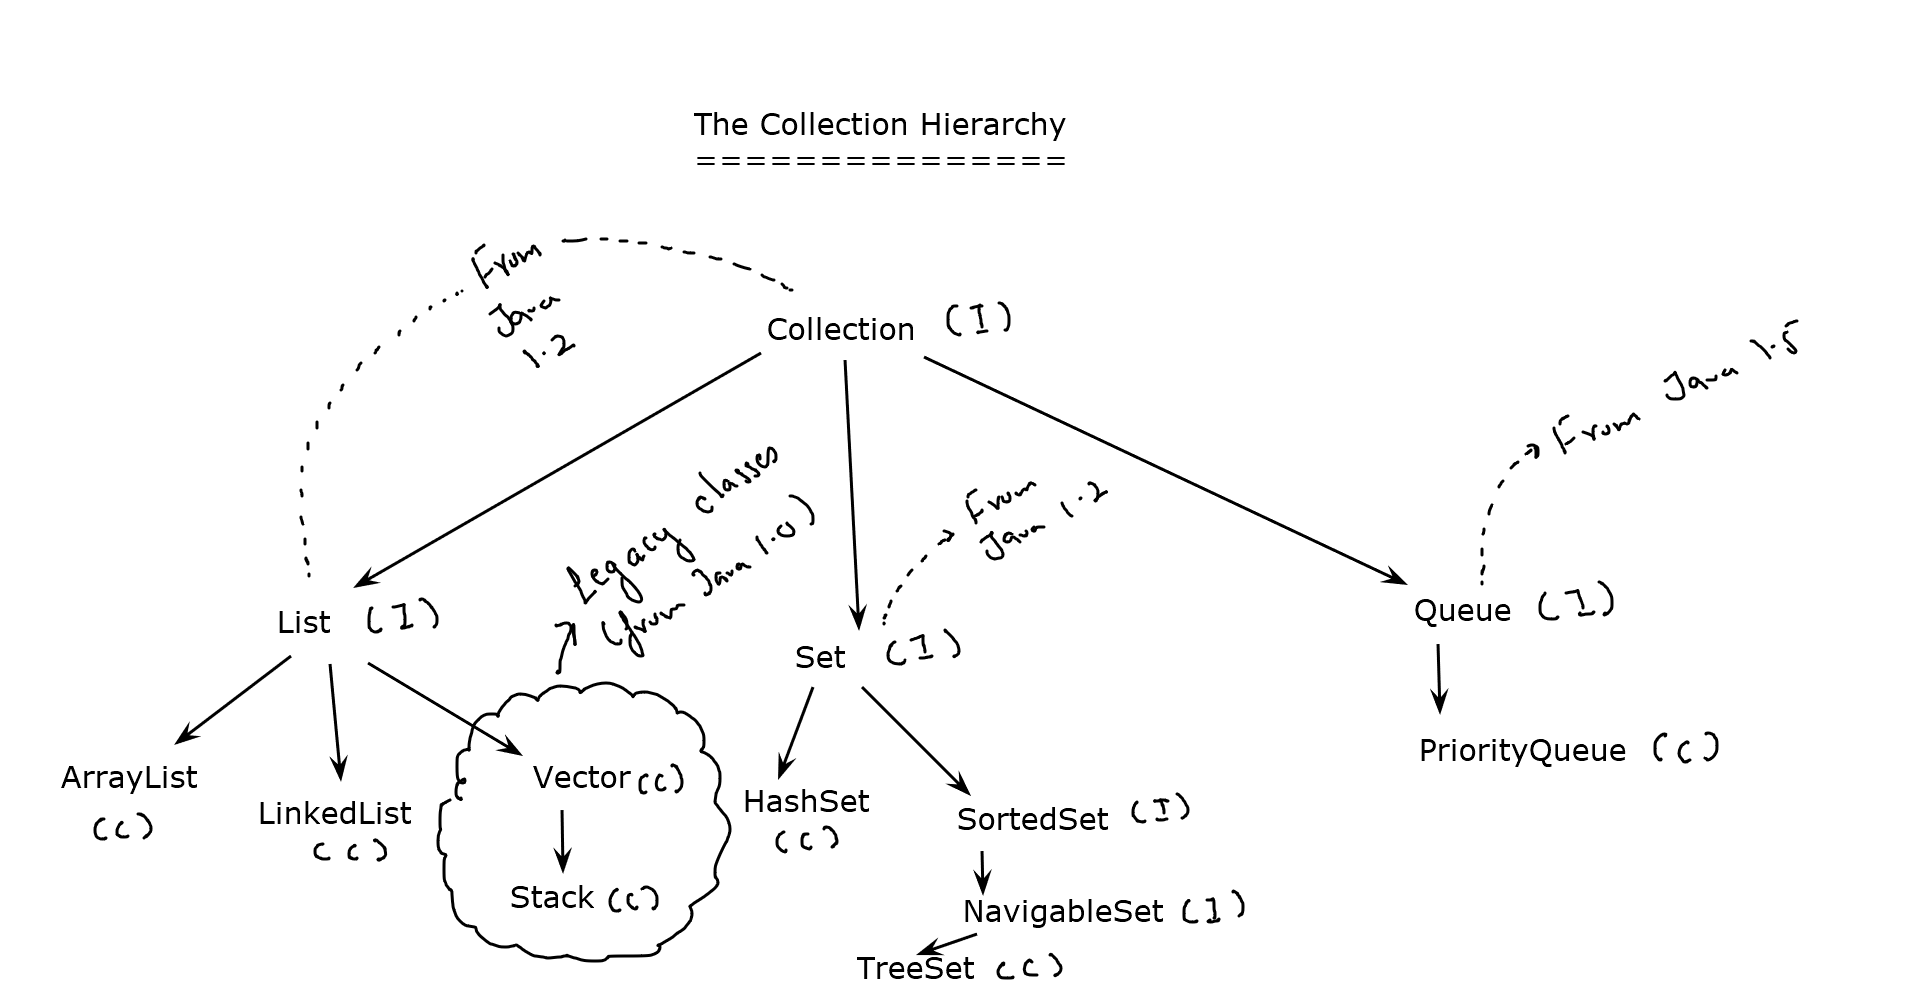 The Collection Hierarchy
===============
From
Java
1.2
Collection (I)
From Java 1.5
Legacy classes
(from Java 1.0)
From
Java 1.2
List (I)
Set (I)
Queue (I)
ArrayList
(C)
LinkedList
(C)
Vector (C)
Stack (C)
HashSet
(C)
SortedSet (I)
NavigableSet (I)
TreeSet (C)
PriorityQueue (C)